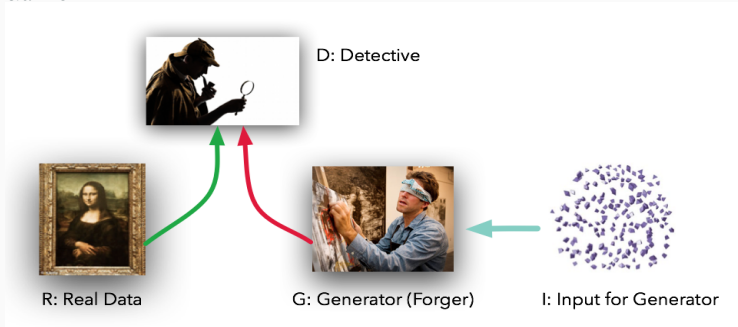 D: Detective
R: Real Data
G: Generator (Forger)
I: Input for Generator